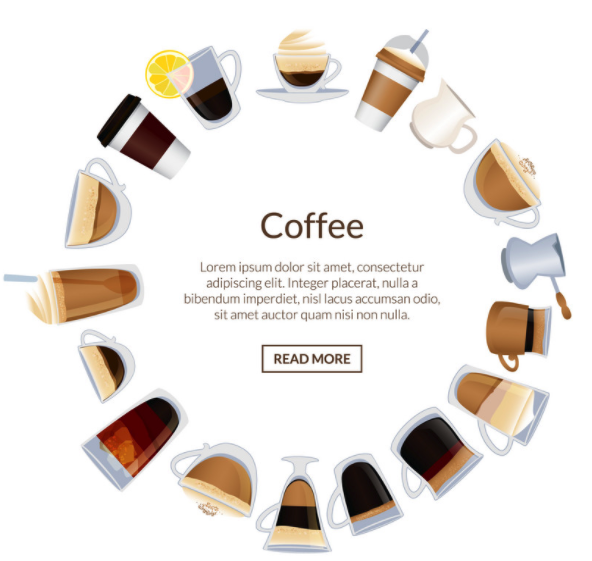 Coffee
Lorem ipsum dolor sit amet, consectetur
adipiscing elit. Integer placerat, nulla a
bibendum imperdiet, nisl lacus accumsan odio,
sit amet auctor quam nisi non nulla.
READ MORE